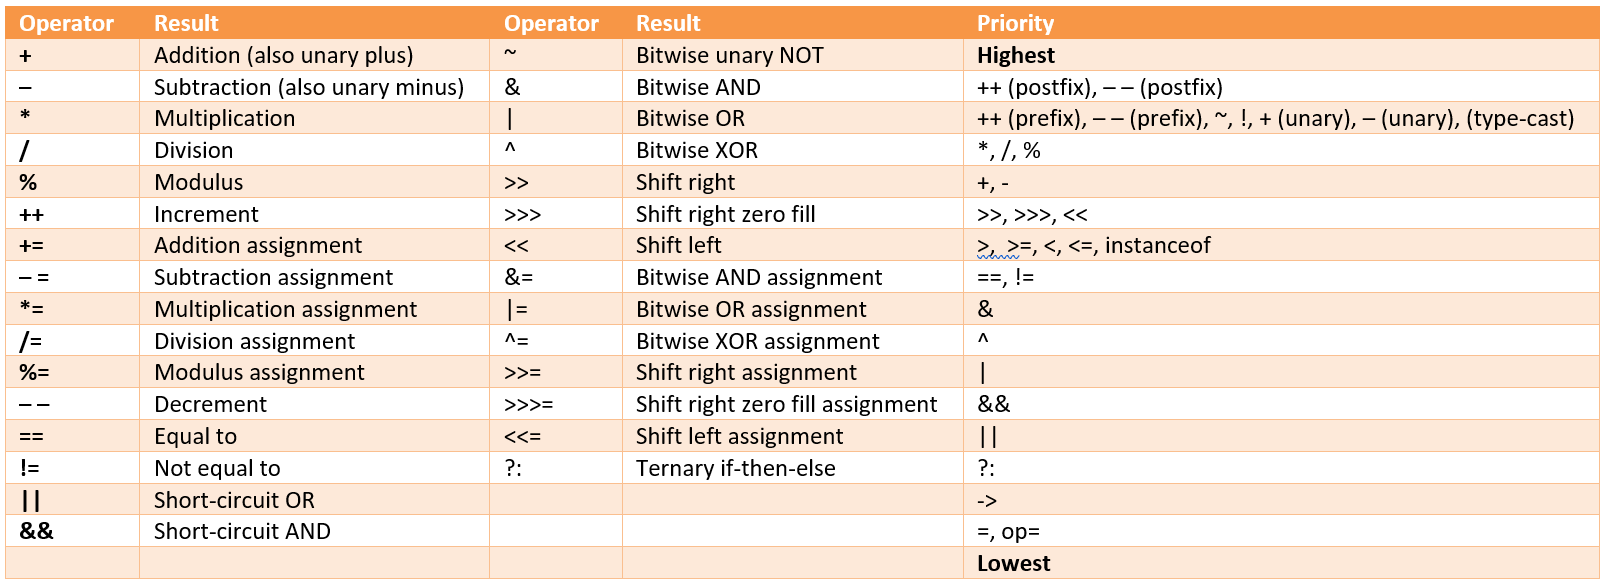 Operator Result Operator Result Priority
+ Addition (also unary plus) ~ Bitwise unary NOT Highest
– Subtraction (also unary minus) & Bitwise AND ++ (postfix), – – (postfix)
* Multiplication | Bitwise OR ++ (prefix), – – (prefix), ~, !, + (unary), – (unary), (type-cast)
/ Division ^ Bitwise XOR *, /, %
% Modulus >> Shift right +, -
++ Increment >>> Shift right zero fill >>, >>>, <<
+= Addition assignment << Shift left >, >=, <, <=, instanceof
– = Subtraction assignment &= Bitwise AND assignment ==, !=
*= Multiplication assignment |= Bitwise OR assignment &
/= Division assignment ^= Bitwise XOR assignment ^
%= Modulus assignment >>= Shift right assignment |
– – Decrement >>>= Shift right zero fill assignment &&
== Equal to <<= Shift left assignment ||
!= Not equal to ?: Ternary if-then-else ?:
|| Short-circuit OR ->
&& Short-circuit AND =, op=
Lowest